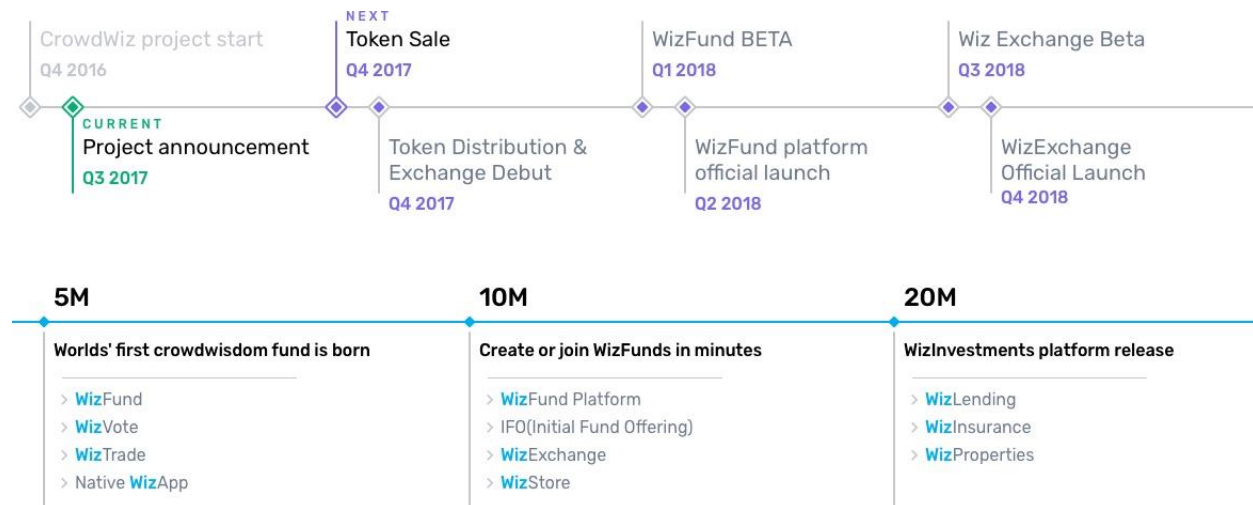 CrowdWiz project start
Q4 2016
CURRENT
Project announcement
Q3 2017
NEXT
Token Sale
Q4 2017
Token Distribution &
Exchange Debut
Q4 2017
WizFund BETA
Q1 2018
WizFund platform
official launch
Q2 2018
Wiz Exchange Beta
Q3 2018
WizExchange
Official Launch
Q4 2018
5M
Worlds' first crowdwisdom fund is born
> WizFund
> WizVote
> WizTrade
> Native WizApp
10M
Create or join WizFunds in minutes
> WizFund Platform
> IFO(Initial Fund Offering)
> WizExchange
> WizStore
20M
WizInvestments platform release
> WizLending
> WizInsurance
> WizProperties